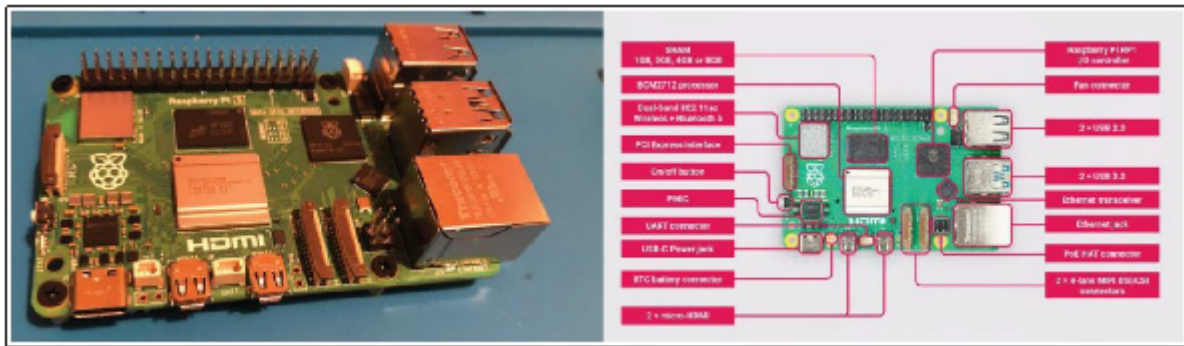 Raspberry Pi 5
HDMI
SRAM
1GB, 2GB, 4GB or 8GB
BCM2712 processor
Dual-band 802.11ac
Wireless + Bluetooth 5
PCI Express interface
On/off button
PMIC
UART connector
USB-C Power jack
RTC battery connector
2 × micro-HDMI
HDMI
Raspberry Pi RP1
I/O controller
Fan connector
2 × USB 2.0
2 × USB 3.0
Ethernet transceiver
Ethernet jack
PoE HAT connector
2 × 4-lane MIPI DSI/CSI
connectors